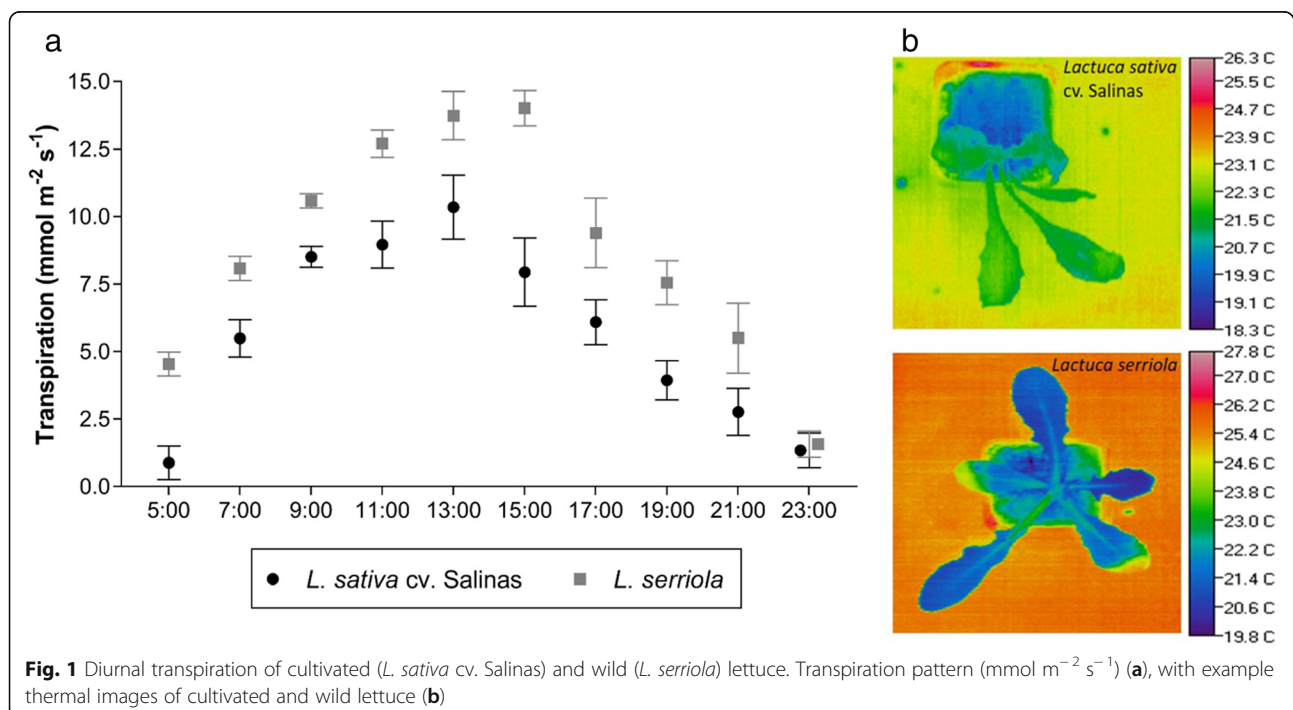 a
Transpiration (mmol m⁻² s⁻¹)
15.0
12.5
10.0
7.5
5.0
2.5
0.0
5:00 7:00 9:00 11:00 13:00 15:00 17:00 19:00 21:00 23:00
L. sativa cv. Salinas L. serriola
b
Lactuca sativa
cv. Salinas
26.3 C
25.5 C
24.7 C
23.9 C
23.1 C
22.3 C
21.5 C
20.7 C
19.9 C
19.1 C
18.3 C
Lactuca serriola
27.8 C
27.0 C
26.2 C
25.4 C
24.6 C
23.8 C
23.0 C
22.2 C
21.4 C
20.6 C
19.8 C
Fig. 1 Diurnal transpiration of cultivated (L. sativa cv. Salinas) and wild (L. serriola) lettuce. Transpiration pattern (mmol m⁻² s⁻¹) (a), with example
thermal images of cultivated and wild lettuce (b)